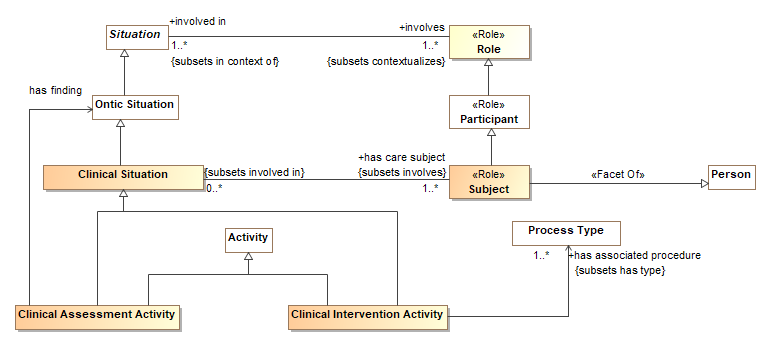 +involved in
+involves
Situation
«Role»
Role
1..*
1..*
{subsets in context of}
{subsets contextualizes}
has finding
Ontic Situation
«Role»
Participant
+has care subject
Clinical Situation
{subsets involved in}
{subsets involves}
«Role»
Subject
«Facet Of»
Person
0..*
1..*
Activity
Process Type
1..*
+has associated procedure
{subsets has type}
Clinical Assessment Activity
Clinical Intervention Activity